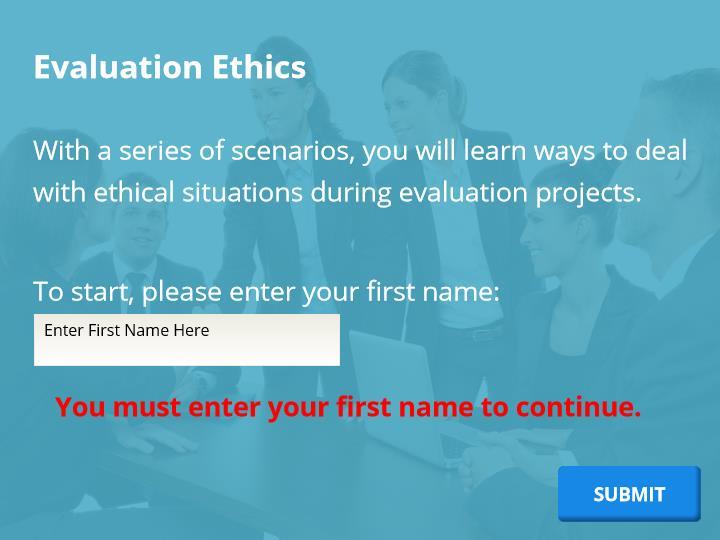 Evaluation Ethics
With a series of scenarios, you will learn ways to deal
with ethical situations during evaluation projects.
To start, please enter your first name:
Enter First Name Here
You must enter your first name to continue.
SUBMIT